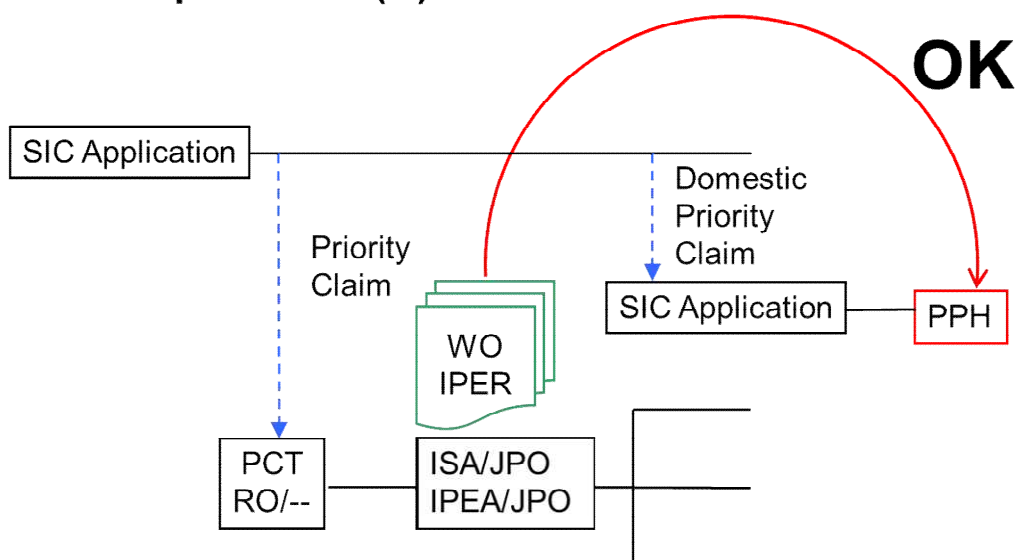 OK
SIC Application
Domestic
Priority
Claim
Priority
Claim
SIC Application
PPH
WO
IPER
PCT
RO/--
ISA/JPO
IPEA/JPO